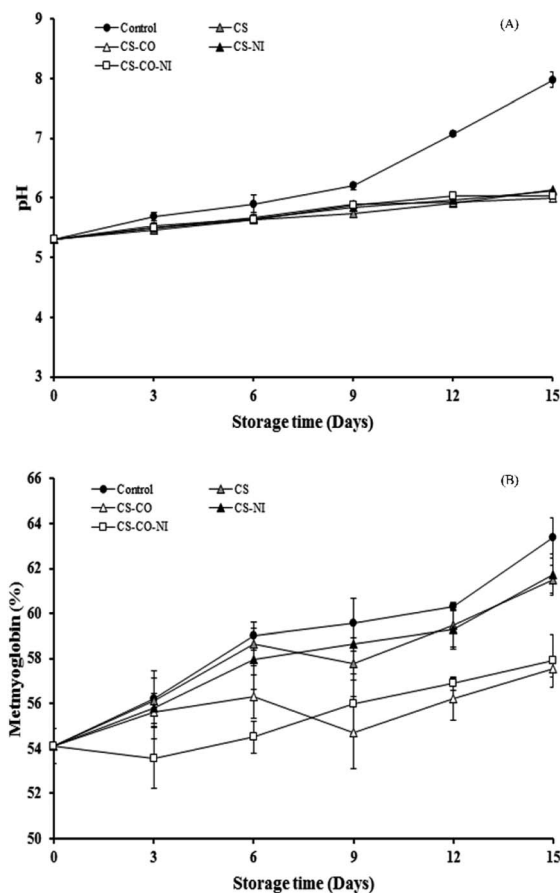 (A)
Control CS
CS-CO CS-NI
CS-CO-NI
9
8
7
6
5
4
3
pH
0 3 6 9 12 15
Storage time (Days)
(B)
Control CS
CS-CO CS-NI
CS-CO-NI
66
64
62
60
58
56
54
52
50
Metmyoglobin (%)
0 3 6 9 12 15
Storage time (Days)